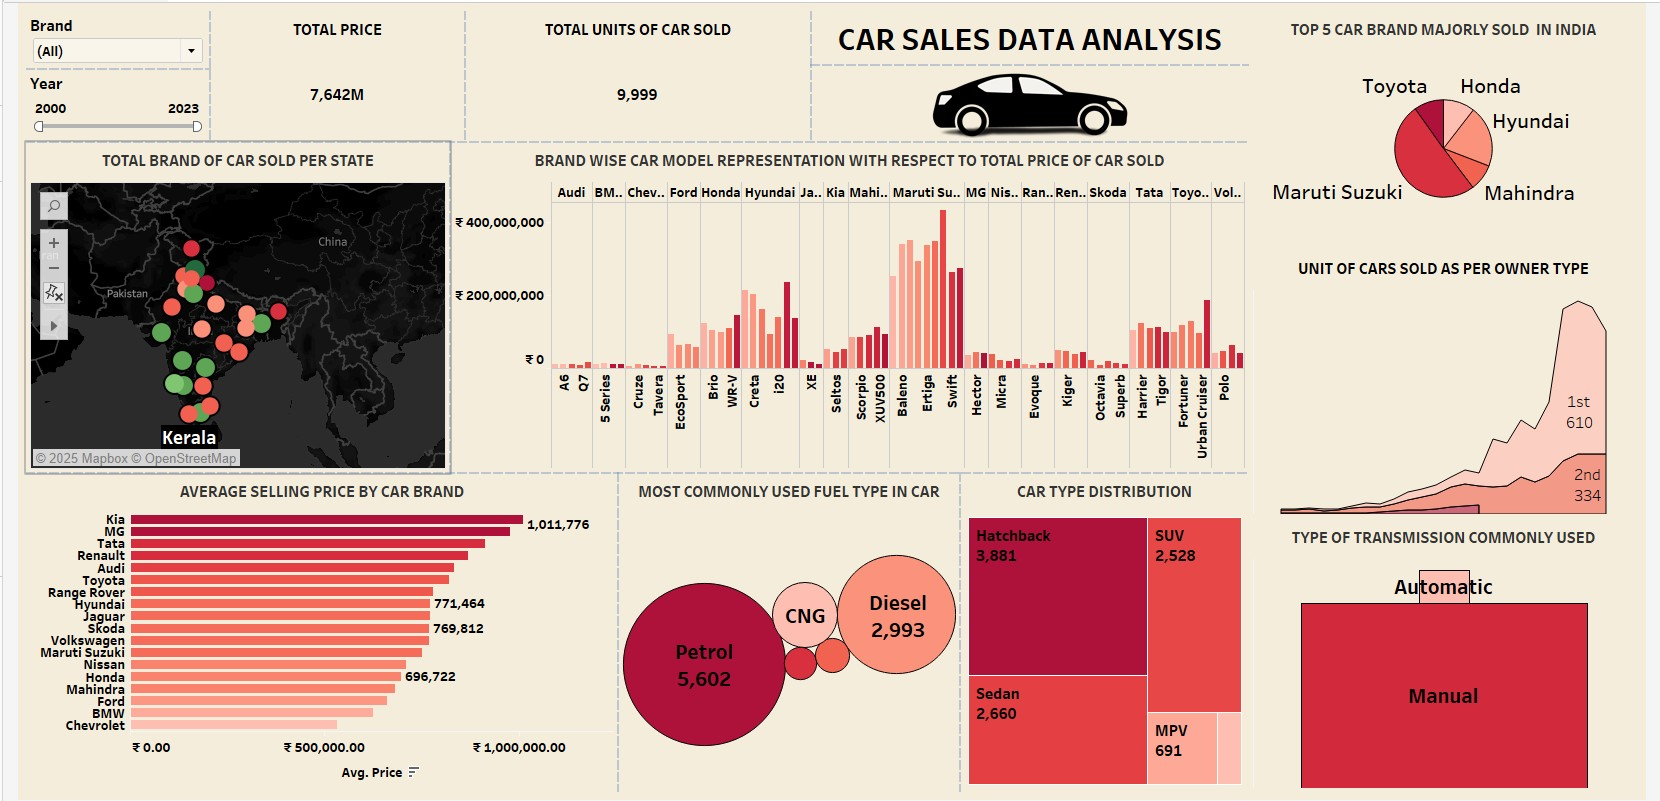 Brand
(All)
Year
2000 2023
TOTAL PRICE
7,642M
TOTAL UNITS OF CAR SOLD
9,999
CAR SALES DATA ANALYSIS
TOP 5 CAR BRAND MAJORLY SOLD IN INDIA
Toyota Honda
Hyundai
Maruti Suzuki Mahindra
TOTAL BRAND OF CAR SOLD PER STATE
China
Pakistan
Kerala
© 2025 Mapbox © OpenStreetMap
BRAND WISE CAR MODEL REPRESENTATION WITH RESPECT TO TOTAL PRICE OF CAR SOLD
Audi BM.. Chev.. Ford Honda Hyundai Ja.. Kia Mahi.. Maruti Su.. MG Nis.. Ran.. Ren.. Skoda Tata Toyo.. Vol..
₹ 400,000,000
₹ 200,000,000
₹ 0
A6
Q7
5 Series
Cruze
Tavera
EcoSport
Brio
WR-V
Creta
i20
XE
Seltos
Scorpio
XUV500
Baleno
Ertiga
Swift
Hector
Micra
Evoque
Kiger
Octavia
Superb
Harrier
Tigor
Fortuner
Urban Cruiser
Polo
UNIT OF CARS SOLD AS PER OWNER TYPE
1st
610
2nd
334
AVERAGE SELLING PRICE BY CAR BRAND
Kia 1,011,776
MG
Tata
Renault
Audi
Toyota
Range Rover
Hyundai 771,464
Jaguar
Skoda 769,812
Volkswagen
Maruti Suzuki
Nissan
Honda 696,722
Mahindra
Ford
BMW
Chevrolet
₹ 0.00 ₹ 500,000.00 ₹ 1,000,000.00
Avg. Price
MOST COMMONLY USED FUEL TYPE IN CAR
Petrol
5,602
CNG
Diesel
2,993
CAR TYPE DISTRIBUTION
Hatchback
3,881
SUV
2,528
Sedan
2,660
MPV
691
TYPE OF TRANSMISSION COMMONLY USED
Automatic
Manual